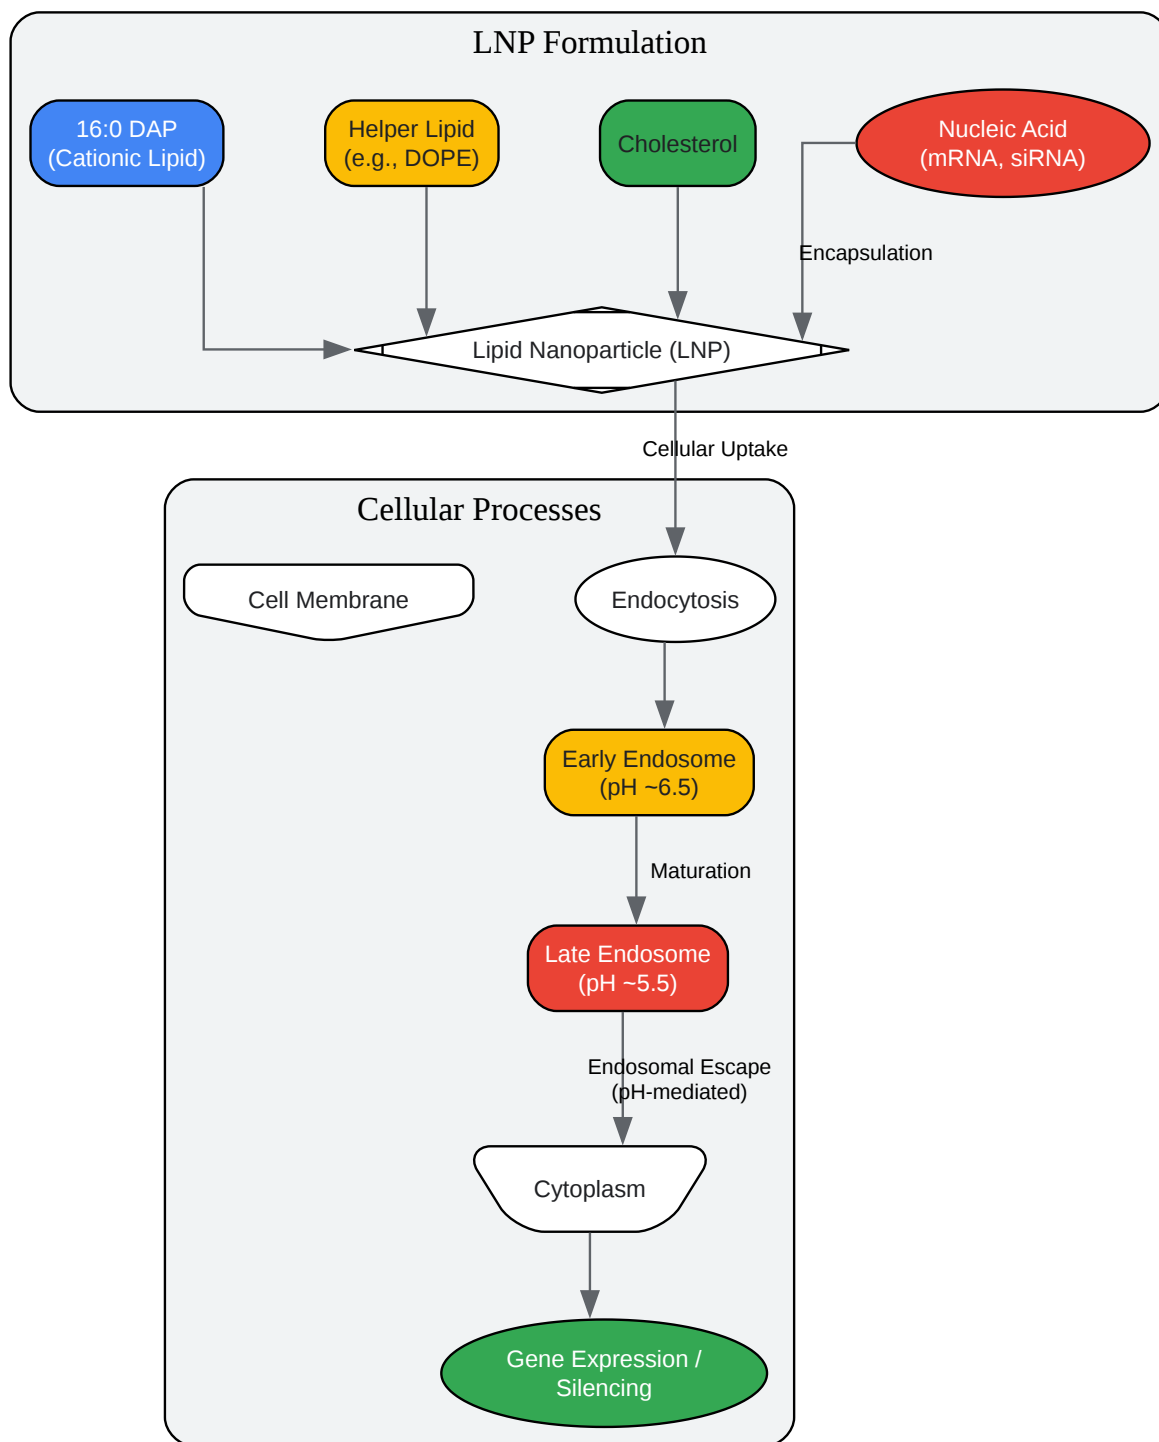 LNP Formulation
16:0 DAP
(Cationic Lipid)
Helper Lipid
(e.g., DOPE)
Cholesterol
Nucleic Acid
(mRNA, siRNA)
Encapsulation
Lipid Nanoparticle (LNP)
Cellular Uptake
Cellular Processes
Cell Membrane
Endocytosis
Early Endosome
(pH ~6.5)
Maturation
Late Endosome
(pH ~5.5)
Endosomal Escape
(pH-mediated)
Cytoplasm
Gene Expression /
Silencing